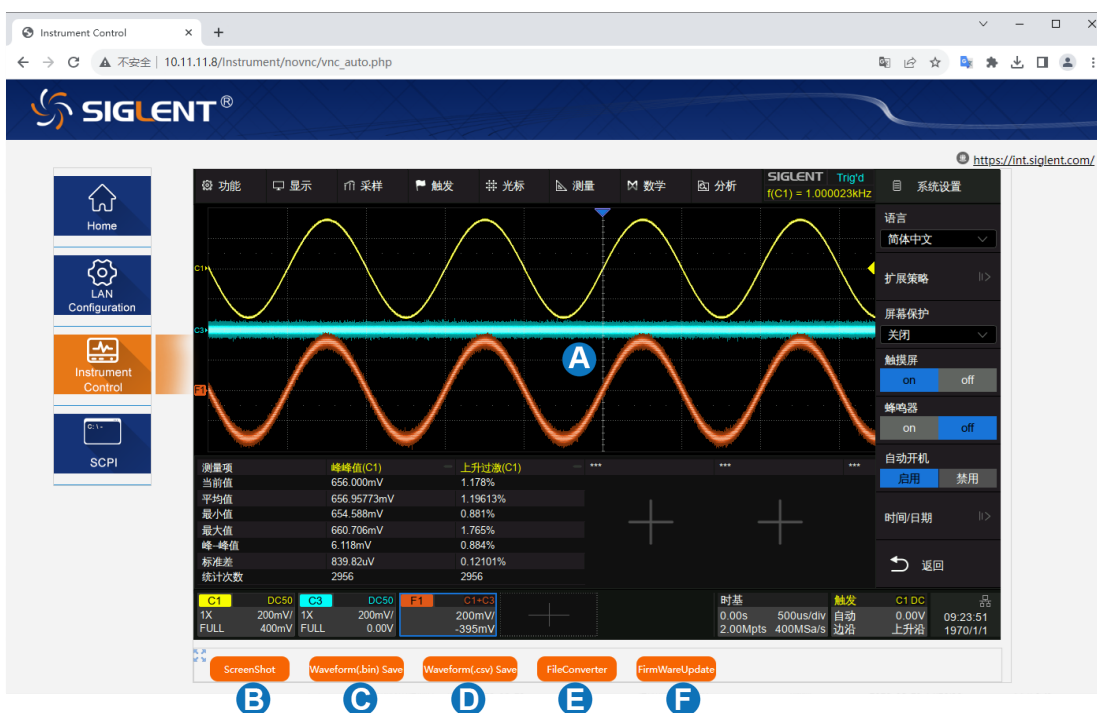 Instrument Control
不安全 | 10.11.11.8/Instrument/novnc/vnc_auto.php
SIGLENT®
https://int.siglent.com/
Home
LAN
Configuration
Instrument
Control
C:\-
SCPI
功能 显示 采样 触发 光标 测量 数学 分析 SIGLENT Trig'd
f(C1) = 1.000023kHz
系统设置
语言
简体中文
扩展策略
屏幕保护
关闭
触摸屏
on off
蜂鸣器
on off
自动开机
启用 禁用
时间/日期
返回
C1
C3
F1
A
测量项 峰峰值(C1) 上升过激(C1) *** *** ***
当前值 656.000mV 1.178%
平均值 656.95773mV 1.19613%
最小值 654.588mV 0.881%
最大值 660.706mV 1.765%
峰-峰值 6.118mV 0.884%
标准差 839.82uV 0.12101%
统计次数 2956 2956
C1 DC50 C3 DC50 F1 C1+C3 时基 触发 C1 DC
1X 200mV/ 1X 200mV/ 200mV/ 0.00s 500us/div 自动 0.00V 09:23:51
FULL 400mV FULL 0.00V -395mV 2.00Mpts 400MSa/s 边沿 上升沿 1970/1/1
ScreenShot Waveform(.bin) Save Waveform(.csv) Save FileConverter FirmWareUpdate
B C D E F